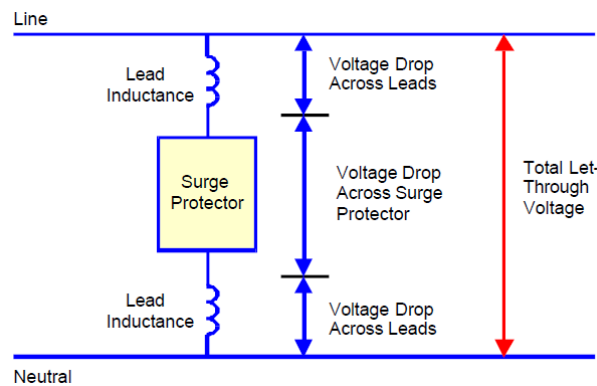 Line
Lead
Inductance
Voltage Drop
Across Leads
Surge
Protector
Voltage Drop
Across Surge
Protector
Total Let-
Through
Voltage
Lead
Inductance
Voltage Drop
Across Leads
Neutral